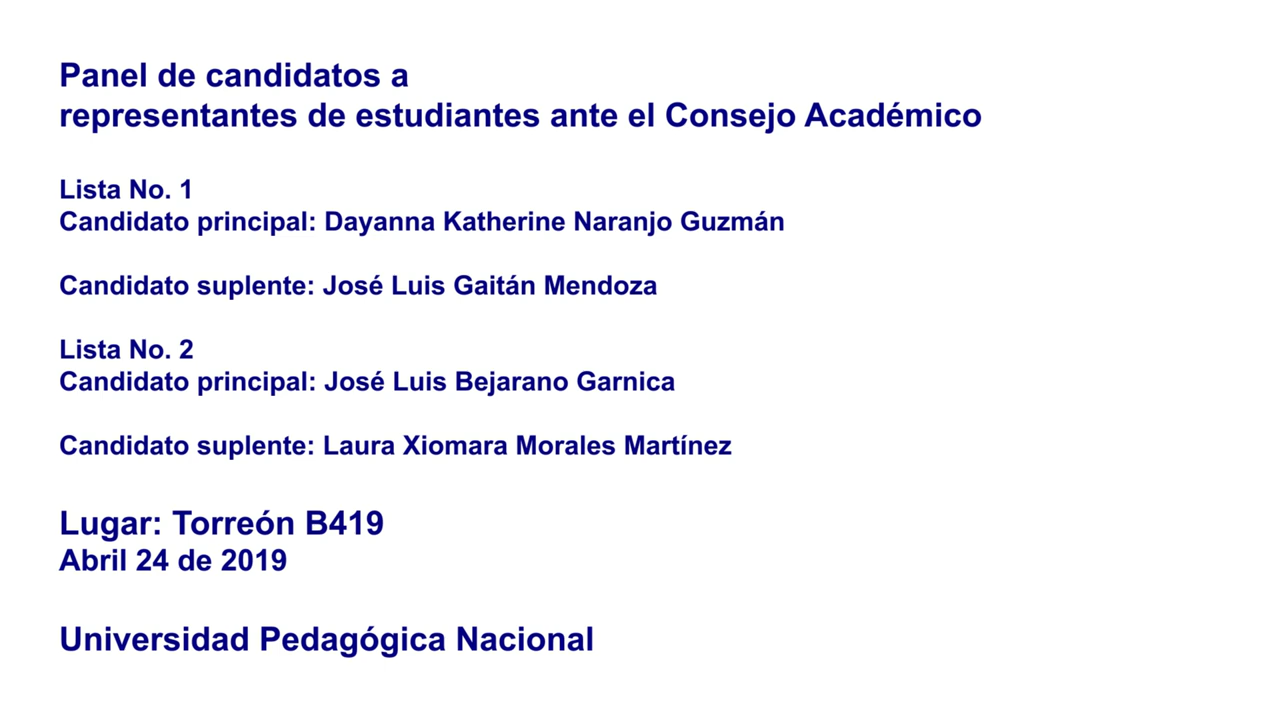 Panel de candidatos a
representantes de estudiantes ante el Consejo Académico
Lista No. 1
Candidato principal: Dayanna Katherine Naranjo Guzmán
Candidato suplente: José Luis Gaitán Mendoza
Lista No. 2
Candidato principal: José Luis Bejarano Garnica
Candidato suplente: Laura Xiomara Morales Martínez
Lugar: Torreón B419
Abril 24 de 2019
Universidad Pedagógica Nacional